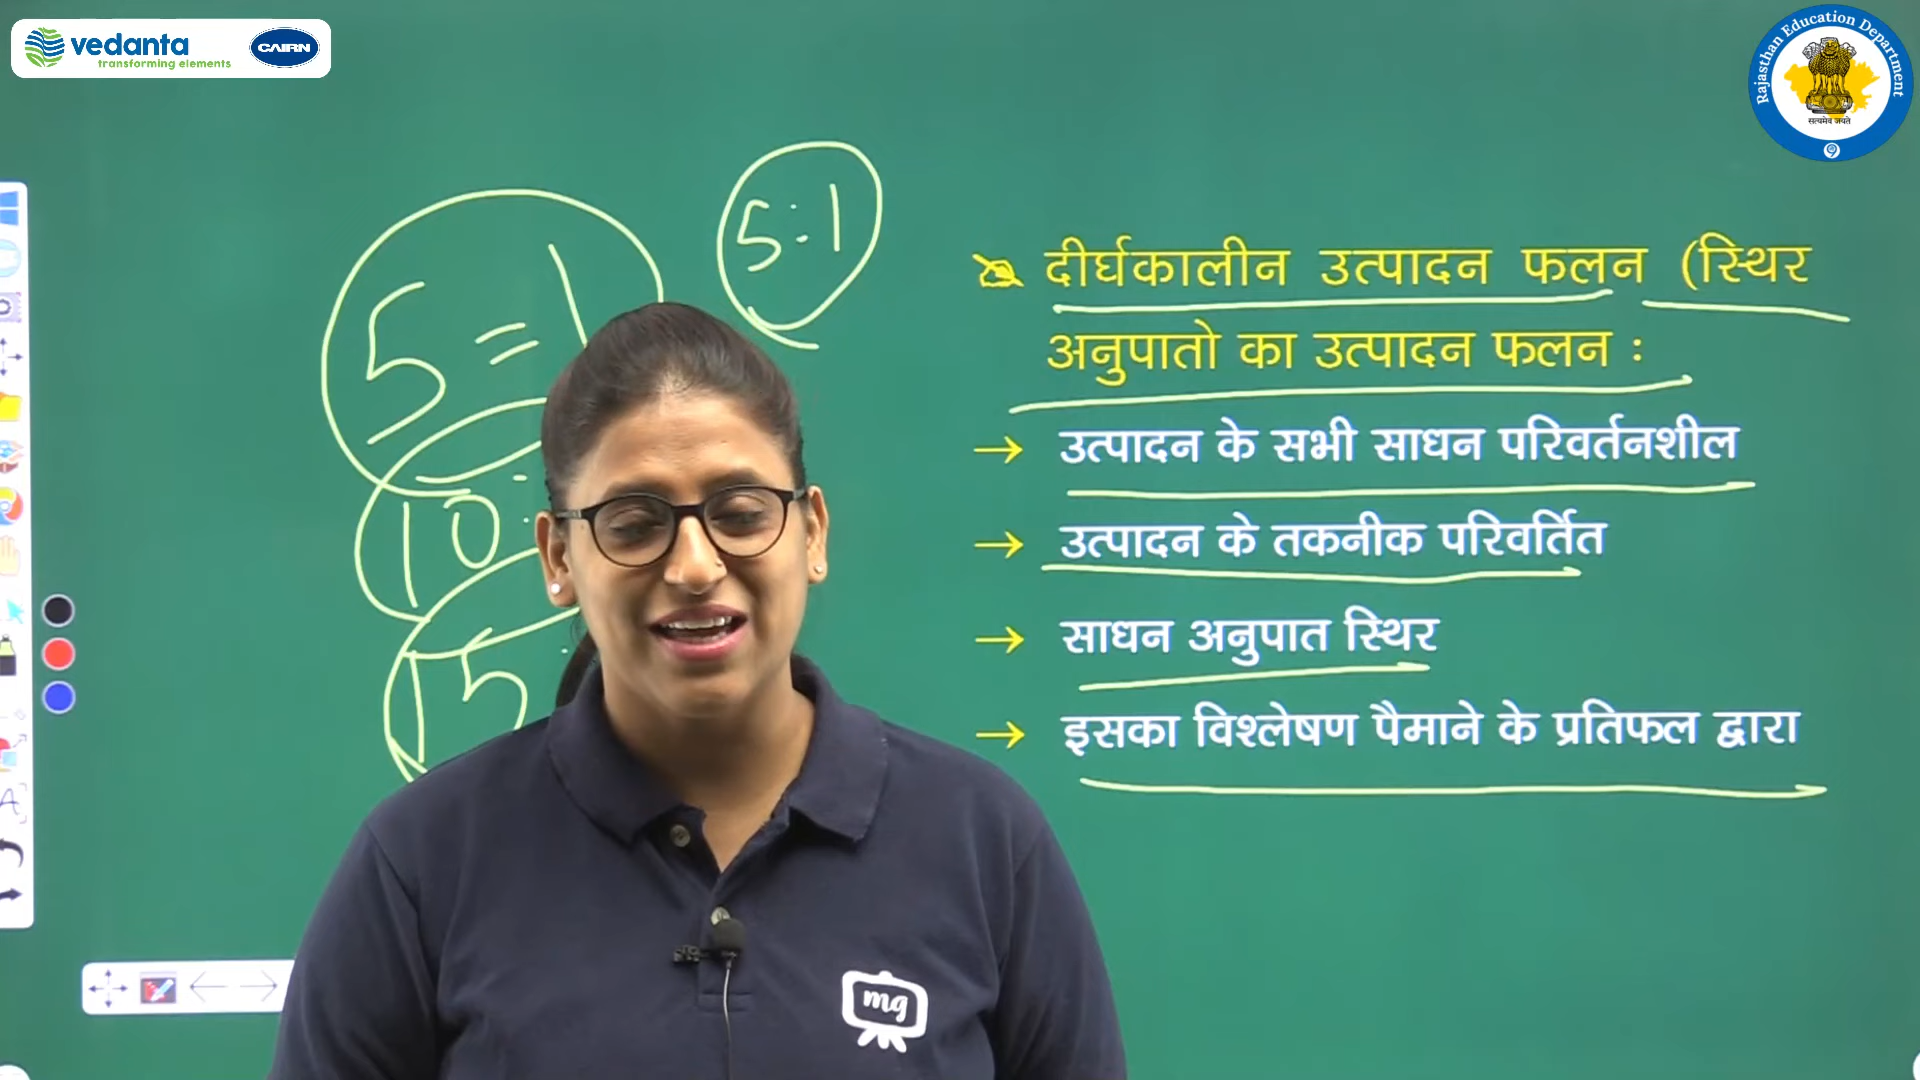 vedanta
transforming elements
CAIRN
Rajasthan Education Department
सत्यमेव जयते
5:1
5 = 1
10:
15
दीर्घकालीन उत्पादन फलन (स्थिर
अनुपातो का उत्पादन फलन :
→ उत्पादन के सभी साधन परिवर्तनशील
→ उत्पादन के तकनीक परिवर्तित
→ साधन अनुपात स्थिर
→ इसका विश्लेषण पैमाने के प्रतिफल द्वारा
mg